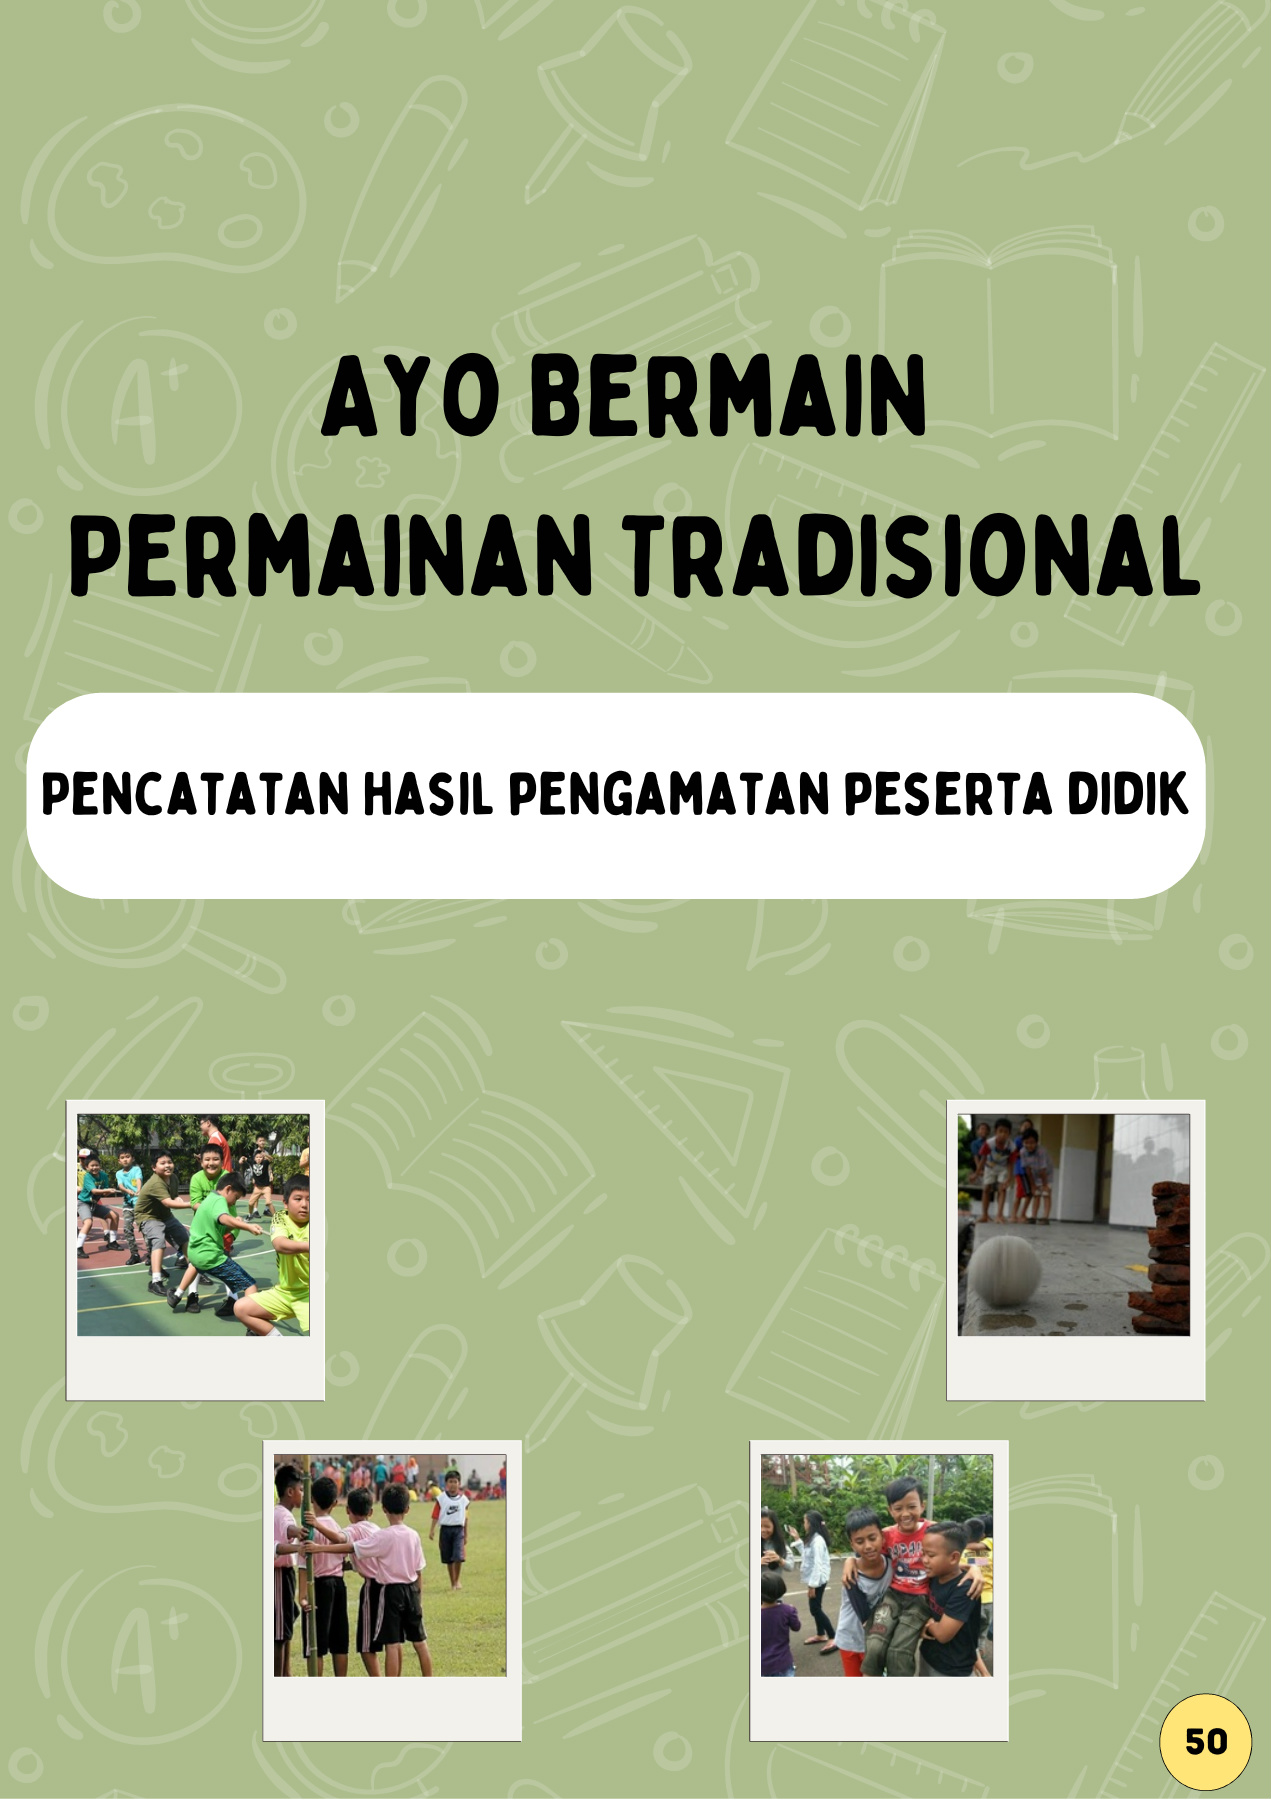 AYO BERMAIN
PERMAINAN TRADISIONAL
PENCATATAN HASIL PENGAMATAN PESERTA DIDIK
50